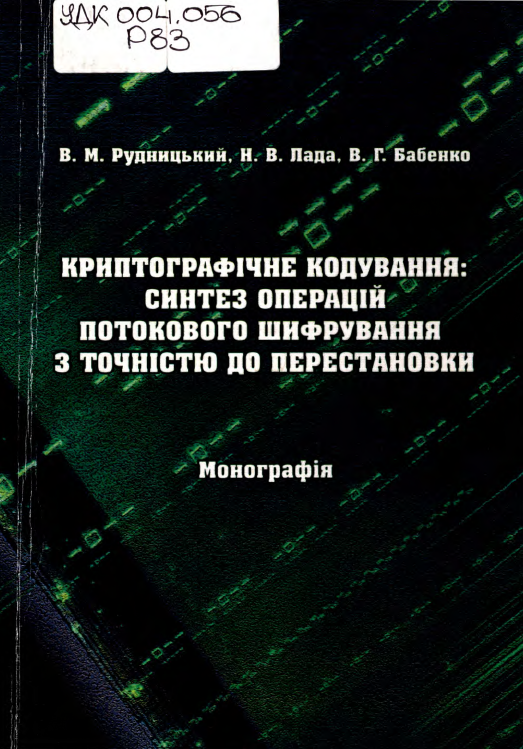 УДК 004.056
Р83
В. М. Рудницький, Н. В. Лада, В. Г. Бабенко
КРИПТОГРАФІЧНЕ КОДУВАННЯ:
СИНТЕЗ ОПЕРАЦІЙ
ПОТОКОВОГО ШИФРУВАННЯ
З ТОЧНІСТЮ ДО ПЕРЕСТАНОВКИ
Монографія